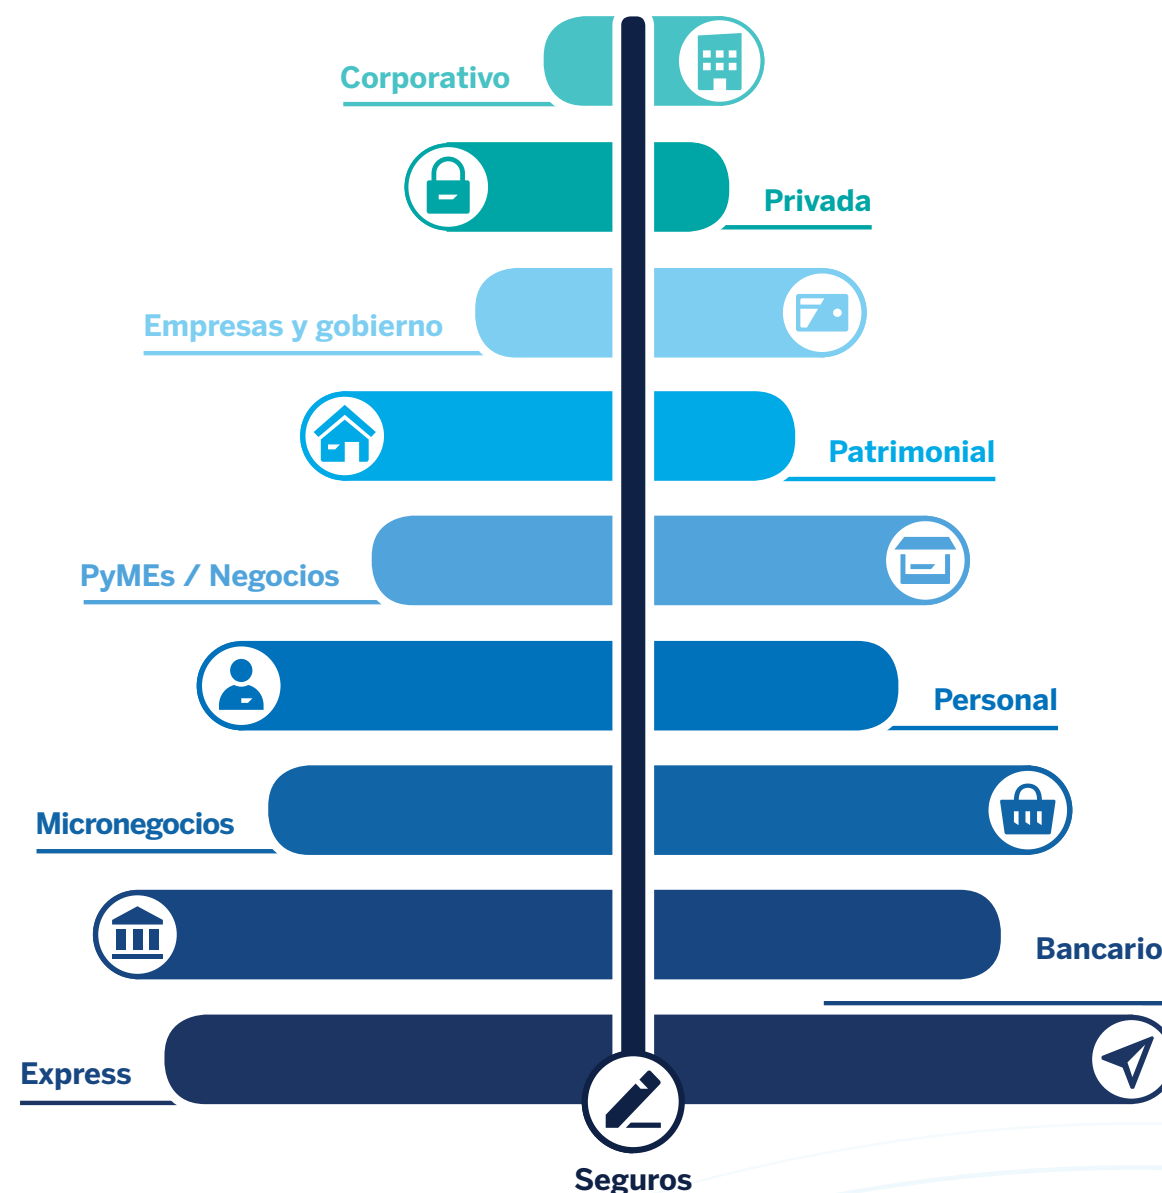 Corporativo
Privada
Empresas y gobierno
Patrimonial
PyMEs / Negocios
Personal
Micronegocios
Bancario
Express
Seguros